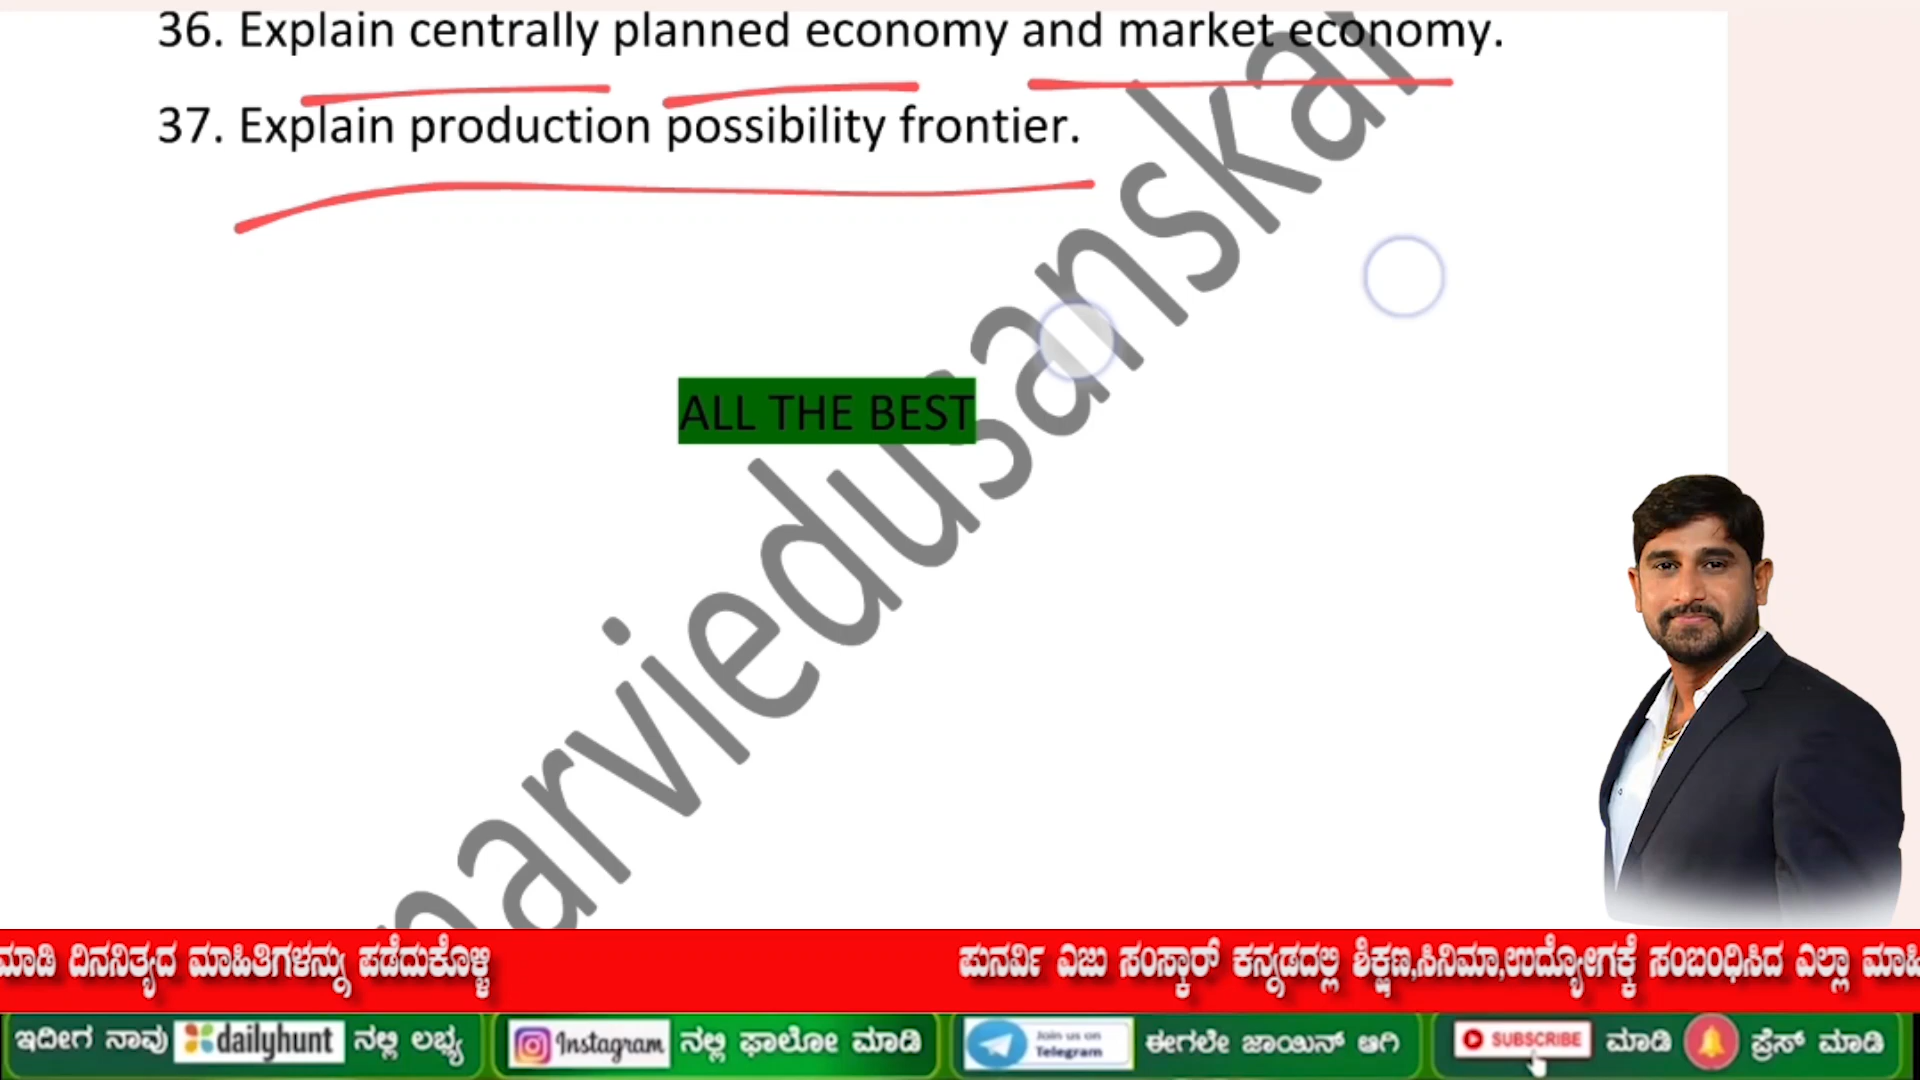 36. Explain centrally planned economy and market economy.
37. Explain production possibility frontier.
ALL THE BEST
narviedusanskar
ಮಾಡಿ ದಿನನಿತ್ಯದ ಮಾಹಿತಿಗಳನ್ನು ಪಡೆದುಕೊಳ್ಳಿ
ಪುನರ್ವಿ ಎಜು ಸಂಸ್ಕಾರ್ ಕನ್ನಡದಲ್ಲಿ ಶಿಕ್ಷಣ,ಸಿನಿಮಾ,ಉದ್ಯೋಗಕ್ಕೆ ಸಂಬಂಧಿಸಿದ ಎಲ್ಲಾ ಮಾಹಿ
ಇದೀಗ ನಾವು dailyhunt ನಲ್ಲಿ ಲಭ್ಯ
Instagram ನಲ್ಲಿ ಫಾಲೋ ಮಾಡಿ
Join us on
Telegram
ಈಗಲೇ ಜಾಯಿನ್ ಆಗಿ
SUBSCRIBE ಮಾಡಿ ಪ್ರೆಸ್ ಮಾಡಿ